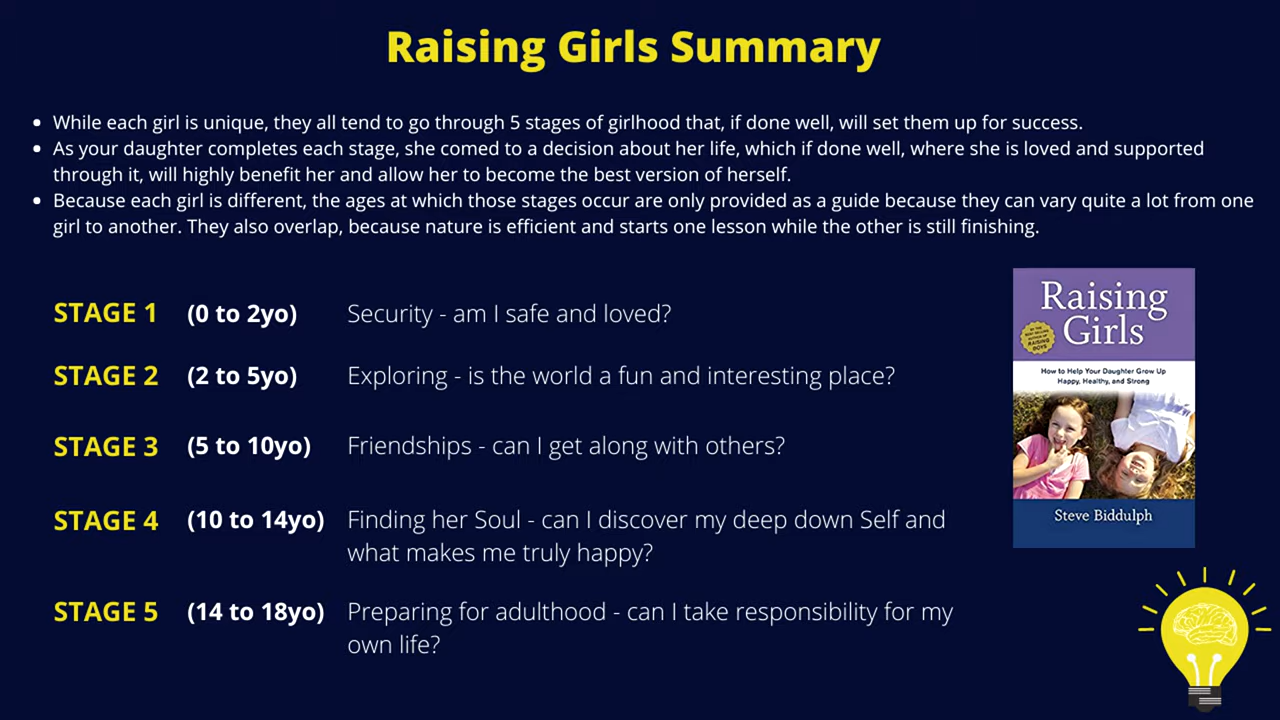 Raising Girls Summary
• While each girl is unique, they all tend to go through 5 stages of girlhood that, if done well, will set them up for success.
• As your daughter completes each stage, she comed to a decision about her life, which if done well, where she is loved and supported
through it, will highly benefit her and allow her to become the best version of herself.
• Because each girl is different, the ages at which those stages occur are only provided as a guide because they can vary quite a lot from one
girl to another. They also overlap, because nature is efficient and starts one lesson while the other is still finishing.
STAGE 1 (0 to 2yo) Security - am I safe and loved?
STAGE 2 (2 to 5yo) Exploring - is the world a fun and interesting place?
STAGE 3 (5 to 10yo) Friendships - can I get along with others?
STAGE 4 (10 to 14yo) Finding her Soul - can I discover my deep down Self and
what makes me truly happy?
STAGE 5 (14 to 18yo) Preparing for adulthood - can I take responsibility for my
own life?
Raising
Girls
BY THE
BEST-SELLING
AUTHOR OF
RAISING
BOYS
How to Help Your Daughter Grow Up
Happy, Healthy, and Strong
Steve Biddulph